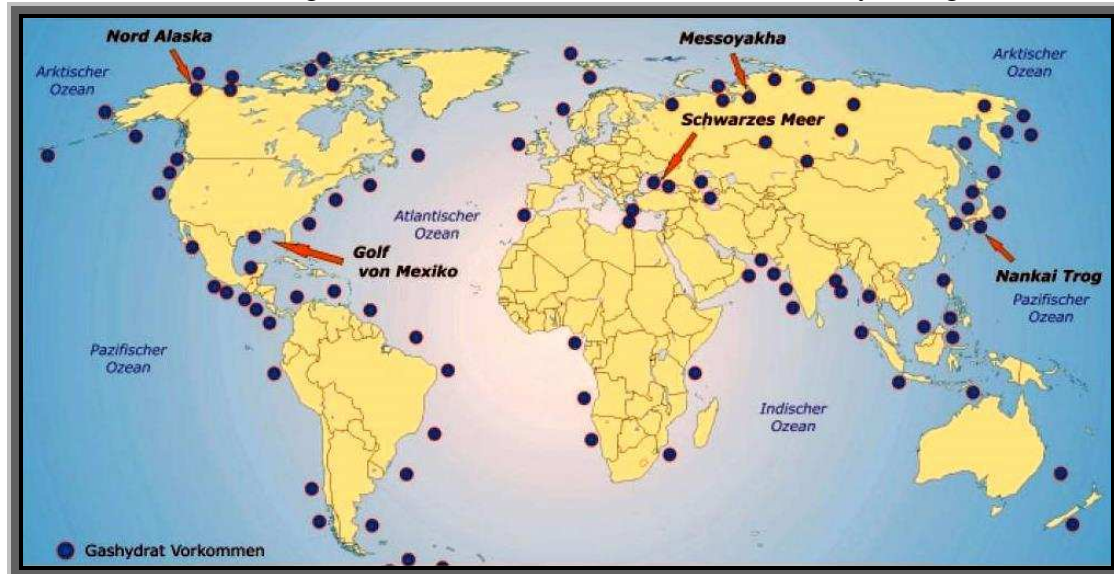 Nord Alaska
Messoyakha
Arktischer
Ozean
Arktischer
Ozean
Schwarzes Meer
Atlantischer
Ozean
Golf
von Mexiko
Nankai Trog
Pazifischer
Ozean
Pazifischer
Ozean
Indischer
Ozean
Gashydrat Vorkommen